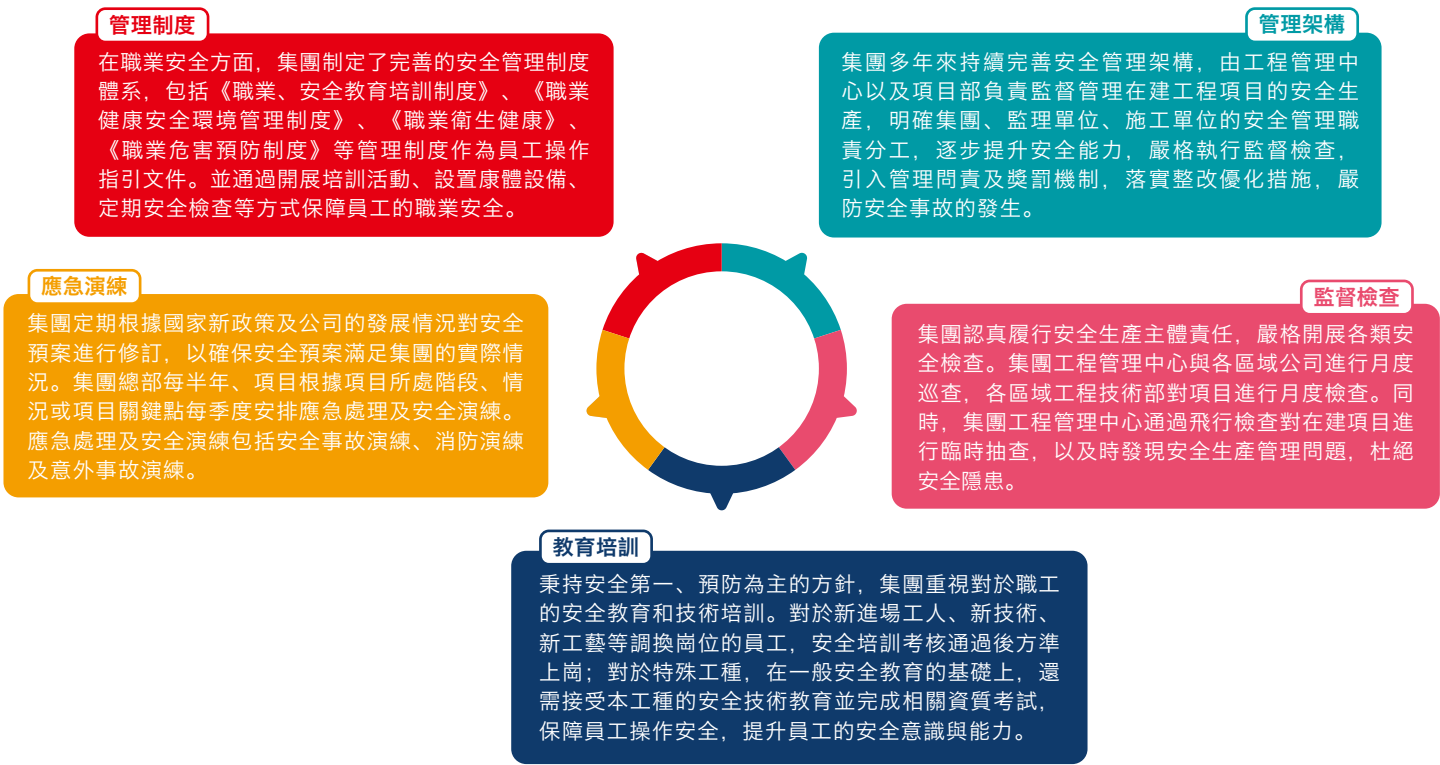 管理制度
在職業安全方面，集團制定了完善的安全管理制度
體系，包括《職業、安全教育培訓制度》、《職業
健康安全環境管理制度》、《職業衛生健康》、
《職業危害預防制度》等管理制度作為員工操作
指引文件。並通過開展培訓活動、設置康體設備、
定期安全檢查等方式保障員工的職業安全。
管理架構
集團多年來持續完善安全管理架構，由工程管理中
心以及項目部負責監督管理在建工程項目的安全生
產，明確集團、監理單位、施工單位的安全管理職
責分工，逐步提升安全能力，嚴格執行監督檢查，
引入管理問責及獎罰機制，落實整改優化措施，嚴
防安全事故的發生。
應急演練
集團定期根據國家新政策及公司的發展情況對安全
預案進行修訂，以確保安全預案滿足集團的實際情
況。集團總部每半年、項目根據項目所處階段、情
況或項目關鍵點每季度安排應急處理及安全演練。
應急處理及安全演練包括安全事故演練、消防演練
及意外事故演練。
監督檢查
集團認真履行安全生產主體責任，嚴格開展各類安
全檢查。集團工程管理中心與各區域公司進行月度
巡查，各區域工程技術部對項目進行月度檢查。同
時，集團工程管理中心通過飛行檢查對在建項目進
行臨時抽查，以及時發現安全生產管理問題，杜絕
安全隱患。
教育培訓
秉持安全第一、預防為主的方針，集團重視對於職工
的安全教育和技術培訓。對於新進場工人、新技術、
新工藝等調換崗位的員工，安全培訓考核通過後方準
上崗；對於特殊工種，在一般安全教育的基礎上，還
需接受本工種的安全技術教育並完成相關資質考試，
保障員工操作安全，提升員工的安全意識與能力。